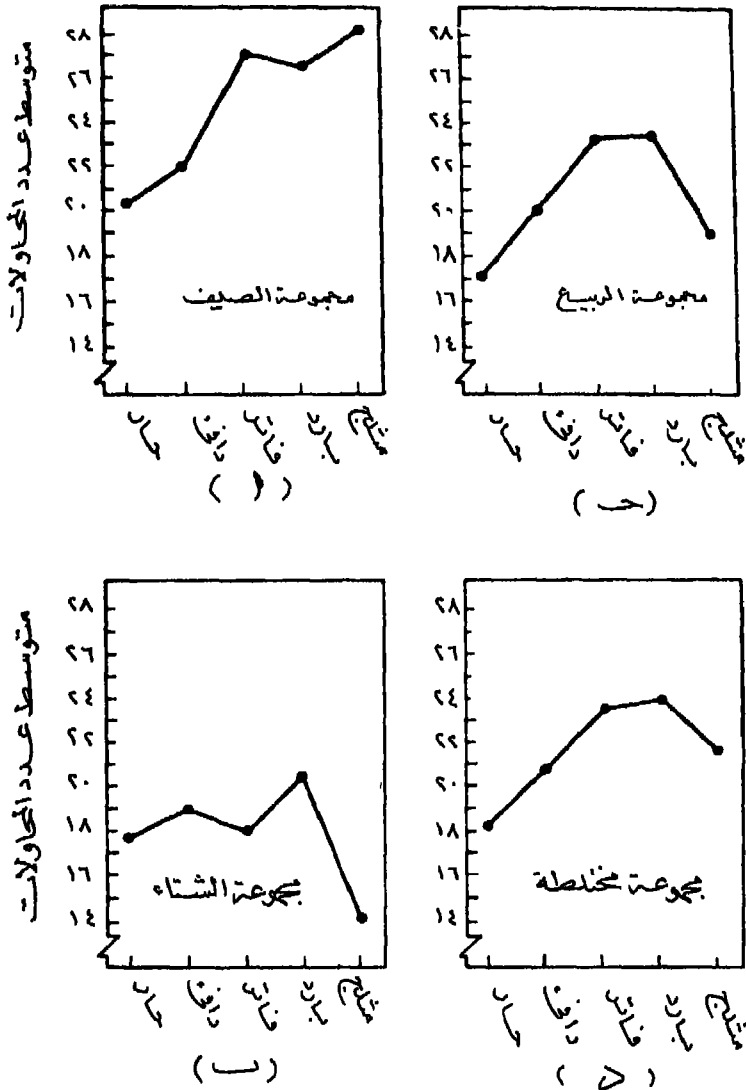 متوسط عدد المحاولات
٢٨
٢٦
٢٤
٢٢
٢٠
١٨
١٦
١٤
مجموعة الصيف
حار
دافئ
فاتر
بارد
مثلج
( ا )
٢٨
٢٦
٢٤
٢٢
٢٠
١٨
١٦
١٤
مجموعة الربيع
حار
دافئ
فاتر
بارد
مثلج
( حـ )
متوسط عدد المحاولات
٢٨
٢٦
٢٤
٢٢
٢٠
١٨
١٦
١٤
مجموعة الشتاء
حار
دافئ
فاتر
بارد
مثلج
( ب )
٢٨
٢٦
٢٤
٢٢
٢٠
١٨
١٦
١٤
مجموعة مختلطة
حار
دافئ
فاتر
بارد
مثلج
( د )